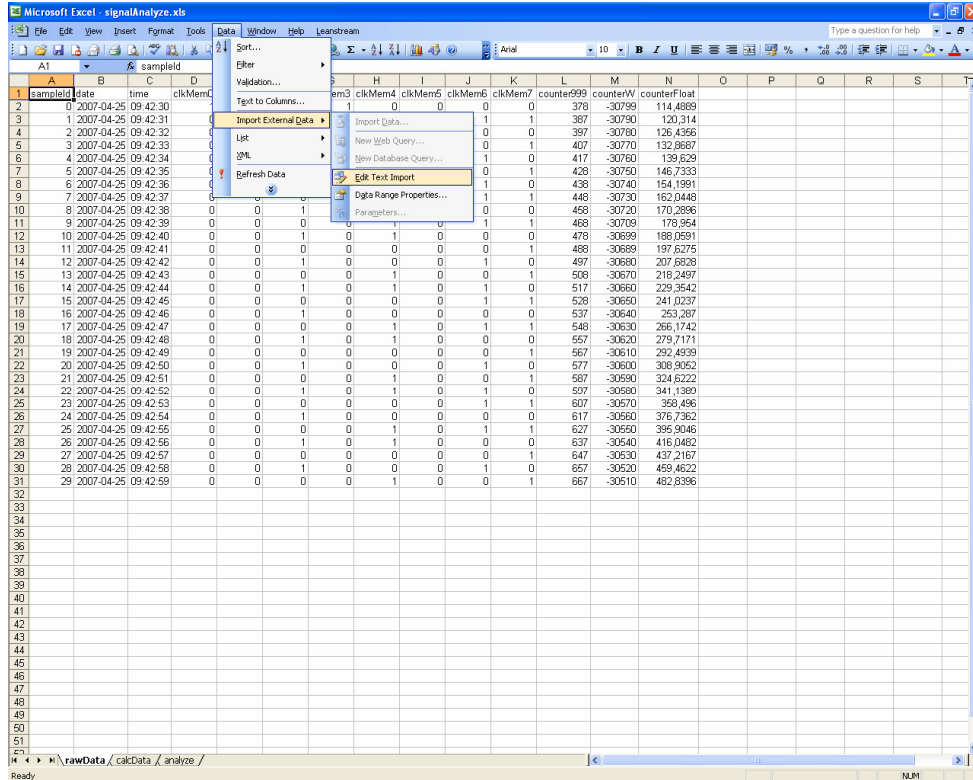 Microsoft Excel - signalAnalyze.xls
File Edit View Insert Format Tools Data Window Help Leanstream Type a question for help
Arial 10 B I U
A1 fx sampleId
Sort...
Filter
Validation...
Text to Columns...
Import External Data
List
XML
Refresh Data
Import Data...
New Web Query...
New Database Query...
Edit Text Import
Data Range Properties...
Parameters...
A B C D H I J K L M N O P Q R S T
1 sampleId date time clkMem0 em3 clkMem4 clkMem5 clkMem6 clkMem7 counter999 counterW counterFloat
2 0 2007-04-25 09:42:30 1 0 0 0 0 378 -30799 114,4889
3 1 2007-04-25 09:42:31 1 1 387 -30790 120,314
4 2 2007-04-25 09:42:32 0 0 397 -30780 126,4356
5 3 2007-04-25 09:42:33 0 1 407 -30770 132,8687
6 4 2007-04-25 09:42:34 1 0 417 -30760 139,629
7 5 2007-04-25 09:42:35 0 1 428 -30750 146,7333
8 6 2007-04-25 09:42:36 1 0 438 -30740 154,1991
9 7 2007-04-25 09:42:37 0 0 0 1 1 448 -30730 162,0448
10 8 2007-04-25 09:42:38 0 0 1 0 0 458 -30720 170,2896
11 9 2007-04-25 09:42:39 0 0 0 0 1 0 1 1 468 -30709 178,954
12 10 2007-04-25 09:42:40 0 0 1 0 1 0 0 0 478 -30699 188,0591
13 11 2007-04-25 09:42:41 0 0 0 0 0 0 0 1 488 -30689 197,6275
14 12 2007-04-25 09:42:42 0 0 1 0 0 0 1 0 497 -30680 207,6828
15 13 2007-04-25 09:42:43 0 0 0 0 1 0 0 1 508 -30670 218,2497
16 14 2007-04-25 09:42:44 0 0 1 0 1 0 1 0 517 -30660 229,3542
17 15 2007-04-25 09:42:45 0 0 0 0 0 0 1 1 528 -30650 241,0237
18 16 2007-04-25 09:42:46 0 0 1 0 0 0 0 0 537 -30640 253,287
19 17 2007-04-25 09:42:47 0 0 0 0 1 0 1 1 548 -30630 266,1742
20 18 2007-04-25 09:42:48 0 0 1 0 1 0 1 0 557 -30620 279,7171
21 19 2007-04-25 09:42:49 0 0 0 0 0 0 0 1 567 -30610 292,4939
22 20 2007-04-25 09:42:50 0 0 1 0 0 0 1 0 577 -30600 308,9052
23 21 2007-04-25 09:42:51 0 0 0 0 1 0 0 1 587 -30590 324,6222
24 22 2007-04-25 09:42:52 0 0 1 0 1 0 1 0 597 -30580 341,1389
25 23 2007-04-25 09:42:53 0 0 0 0 0 0 1 1 607 -30570 358,496
26 24 2007-04-25 09:42:54 0 0 1 0 0 0 0 0 617 -30560 376,7362
27 25 2007-04-25 09:42:55 0 0 0 0 1 0 1 1 627 -30550 395,9046
28 26 2007-04-25 09:42:56 0 0 1 0 1 0 0 0 637 -30540 416,0482
29 27 2007-04-25 09:42:57 0 0 0 0 0 0 0 1 647 -30530 437,2167
30 28 2007-04-25 09:42:58 0 0 1 0 0 0 1 0 657 -30520 459,4622
31 29 2007-04-25 09:42:59 0 0 0 0 1 0 0 1 667 -30510 482,8396
32
33
34
35
36
37
38
39
40
41
42
43
44
45
46
47
48
49
50
51
rawData / calcData / analyze /
Ready NUM